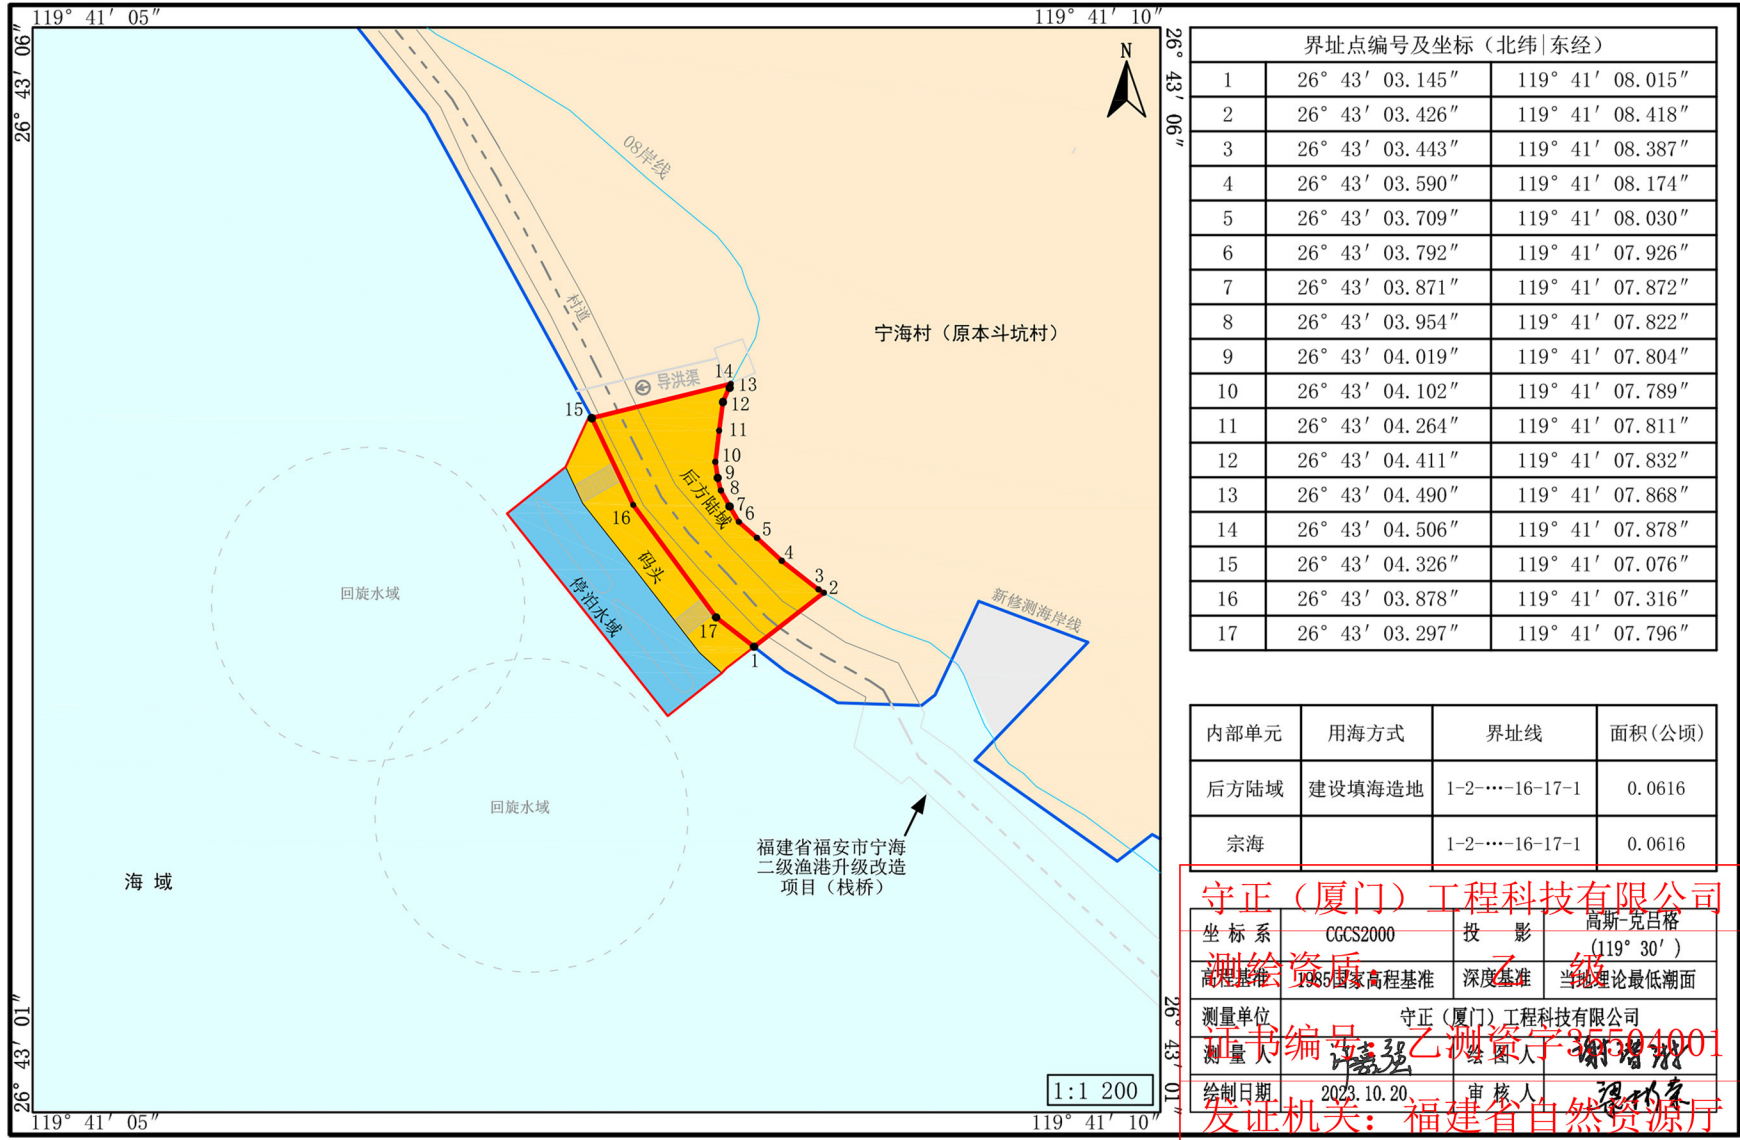 119° 41′ 05″
119° 41′ 10″
26° 43′ 06″
26° 43′ 06″
N
08岸线
村道
宁海村（原本斗坑村）
导洪渠
14
13
15
12
11
10
9
8
后方陆域
7
6
16
5
4
码头
3
2
停泊水域
17
1
新修测海岸线
回旋水域
回旋水域
福建省福安市宁海
二级渔港升级改造
项目（栈桥）
海 域
1:1 200
26° 43′ 01″
26° 43′ 01″
119° 41′ 05″
119° 41′ 10″
界址点编号及坐标（北纬|东经）
1 26° 43′ 03.145″ 119° 41′ 08.015″
2 26° 43′ 03.426″ 119° 41′ 08.418″
3 26° 43′ 03.443″ 119° 41′ 08.387″
4 26° 43′ 03.590″ 119° 41′ 08.174″
5 26° 43′ 03.709″ 119° 41′ 08.030″
6 26° 43′ 03.792″ 119° 41′ 07.926″
7 26° 43′ 03.871″ 119° 41′ 07.872″
8 26° 43′ 03.954″ 119° 41′ 07.822″
9 26° 43′ 04.019″ 119° 41′ 07.804″
10 26° 43′ 04.102″ 119° 41′ 07.789″
11 26° 43′ 04.264″ 119° 41′ 07.811″
12 26° 43′ 04.411″ 119° 41′ 07.832″
13 26° 43′ 04.490″ 119° 41′ 07.868″
14 26° 43′ 04.506″ 119° 41′ 07.878″
15 26° 43′ 04.326″ 119° 41′ 07.076″
16 26° 43′ 03.878″ 119° 41′ 07.316″
17 26° 43′ 03.297″ 119° 41′ 07.796″
内部单元 用海方式 界址线 面积(公顷)
后方陆域 建设填海造地 1-2-…-16-17-1 0.0616
宗海 1-2-…-16-17-1 0.0616
守正（厦门）工程科技有限公司
坐 标 系 CGCS2000 投 影 高斯-克吕格
(119° 30′)
测绘资质： 乙 级
高程基准 1985国家高程基准 深度基准 当地理论最低潮面
测量单位 守正（厦门）工程科技有限公司
证书编号：乙测资字35504001
测 量 人 绘 图 人
绘制日期 2023.10.20 审 核 人
发证机关：福建省自然资源厅